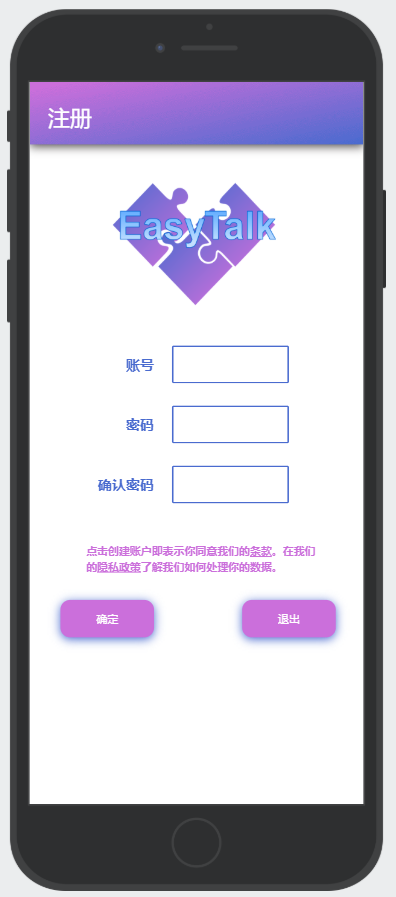 注册
EasyTalk
账号
密码
确认密码
点击创建账户即表示你同意我们的条款。在我们
的隐私政策了解我们如何处理你的数据。
确定
退出